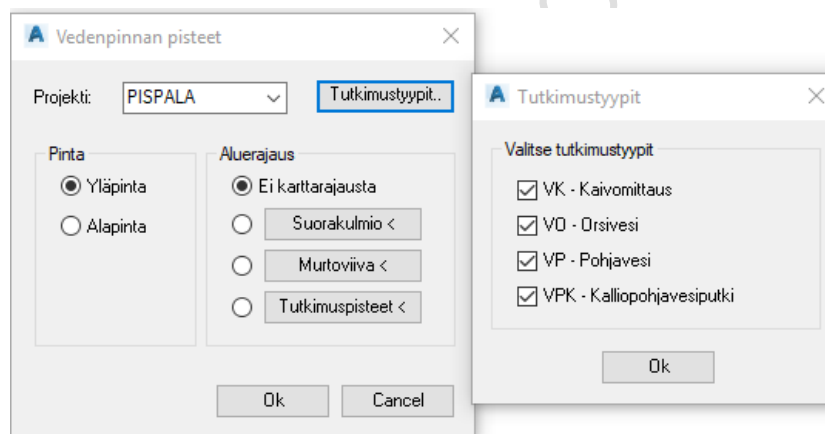 Vedenpinnan pisteet
Projekti: PISPALA Tutkimustyypit..
Pinta
Yläpinta
Alapinta
Aluerajaus
Ei karttarajausta
Suorakulmio <
Murtoviiva <
Tutkimuspisteet <
Ok Cancel
Tutkimustyypit
Valitse tutkimustyypit
VK - Kaivomittaus
VO - Orsivesi
VP - Pohjavesi
VPK - Kalliopohjavesiputki
Ok